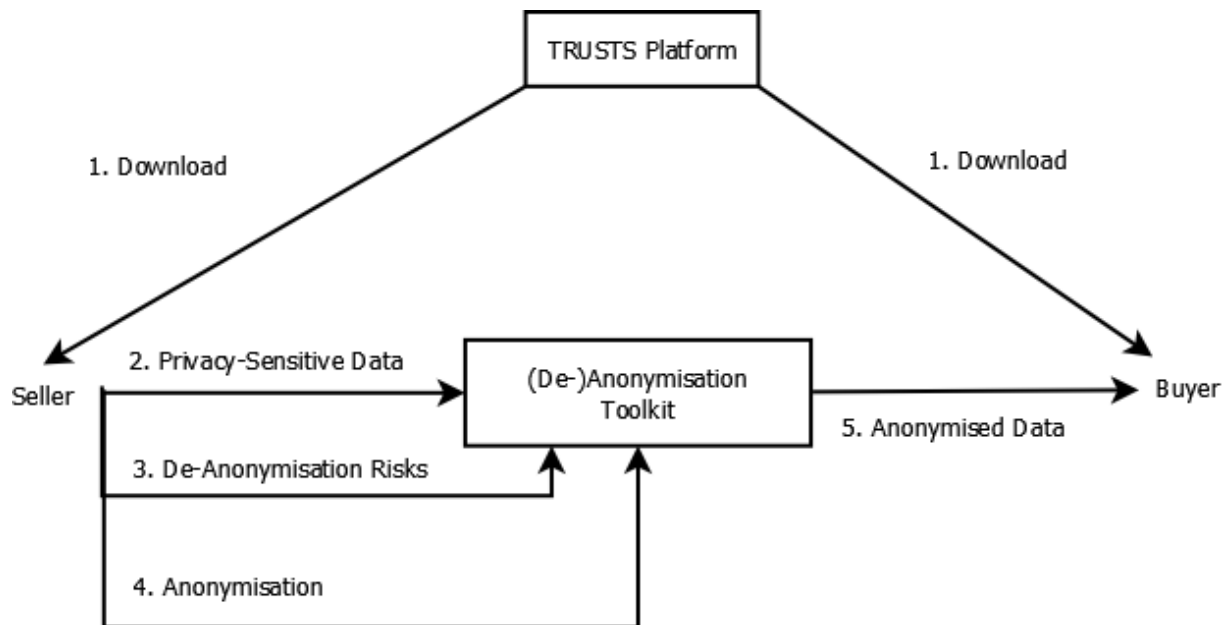 TRUSTS Platform
1. Download
1. Download
2. Privacy-Sensitive Data
(De-)Anonymisation
Toolkit
Seller
Buyer
5. Anonymised Data
3. De-Anonymisation Risks
4. Anonymisation